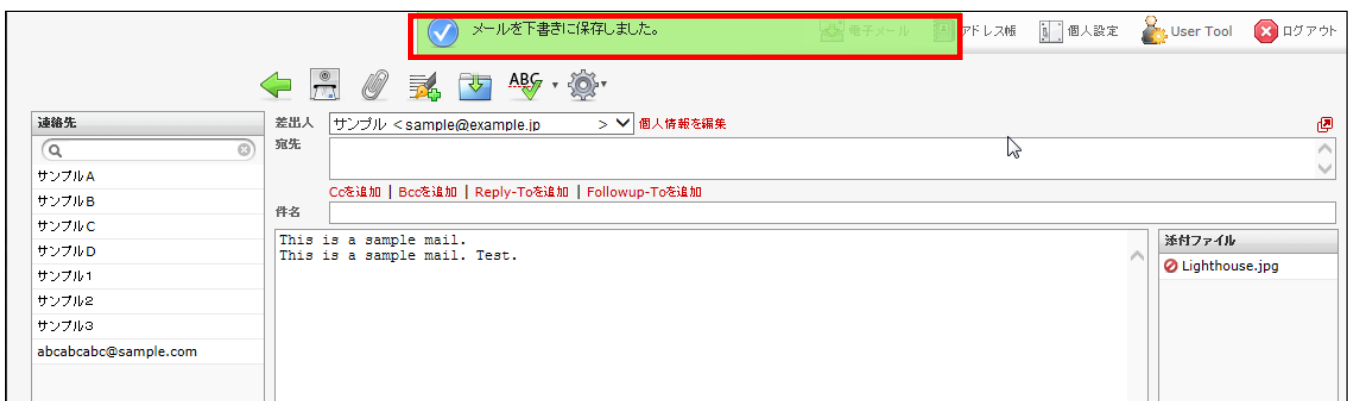 メールを下書きに保存しました。
電子メール アドレス帳 個人設定 User Tool ログアウト
ABC
連絡先
サンプルA
サンプルB
サンプルC
サンプルD
サンプル1
サンプル2
サンプル3
abcabcabc@sample.com
差出人 サンプル <sample@example.jp > 個人情報を編集
宛先
Ccを追加 | Bccを追加 | Reply-Toを追加 | Followup-Toを追加
件名
This is a sample mail.
This is a sample mail. Test.
添付ファイル
Lighthouse.jpg